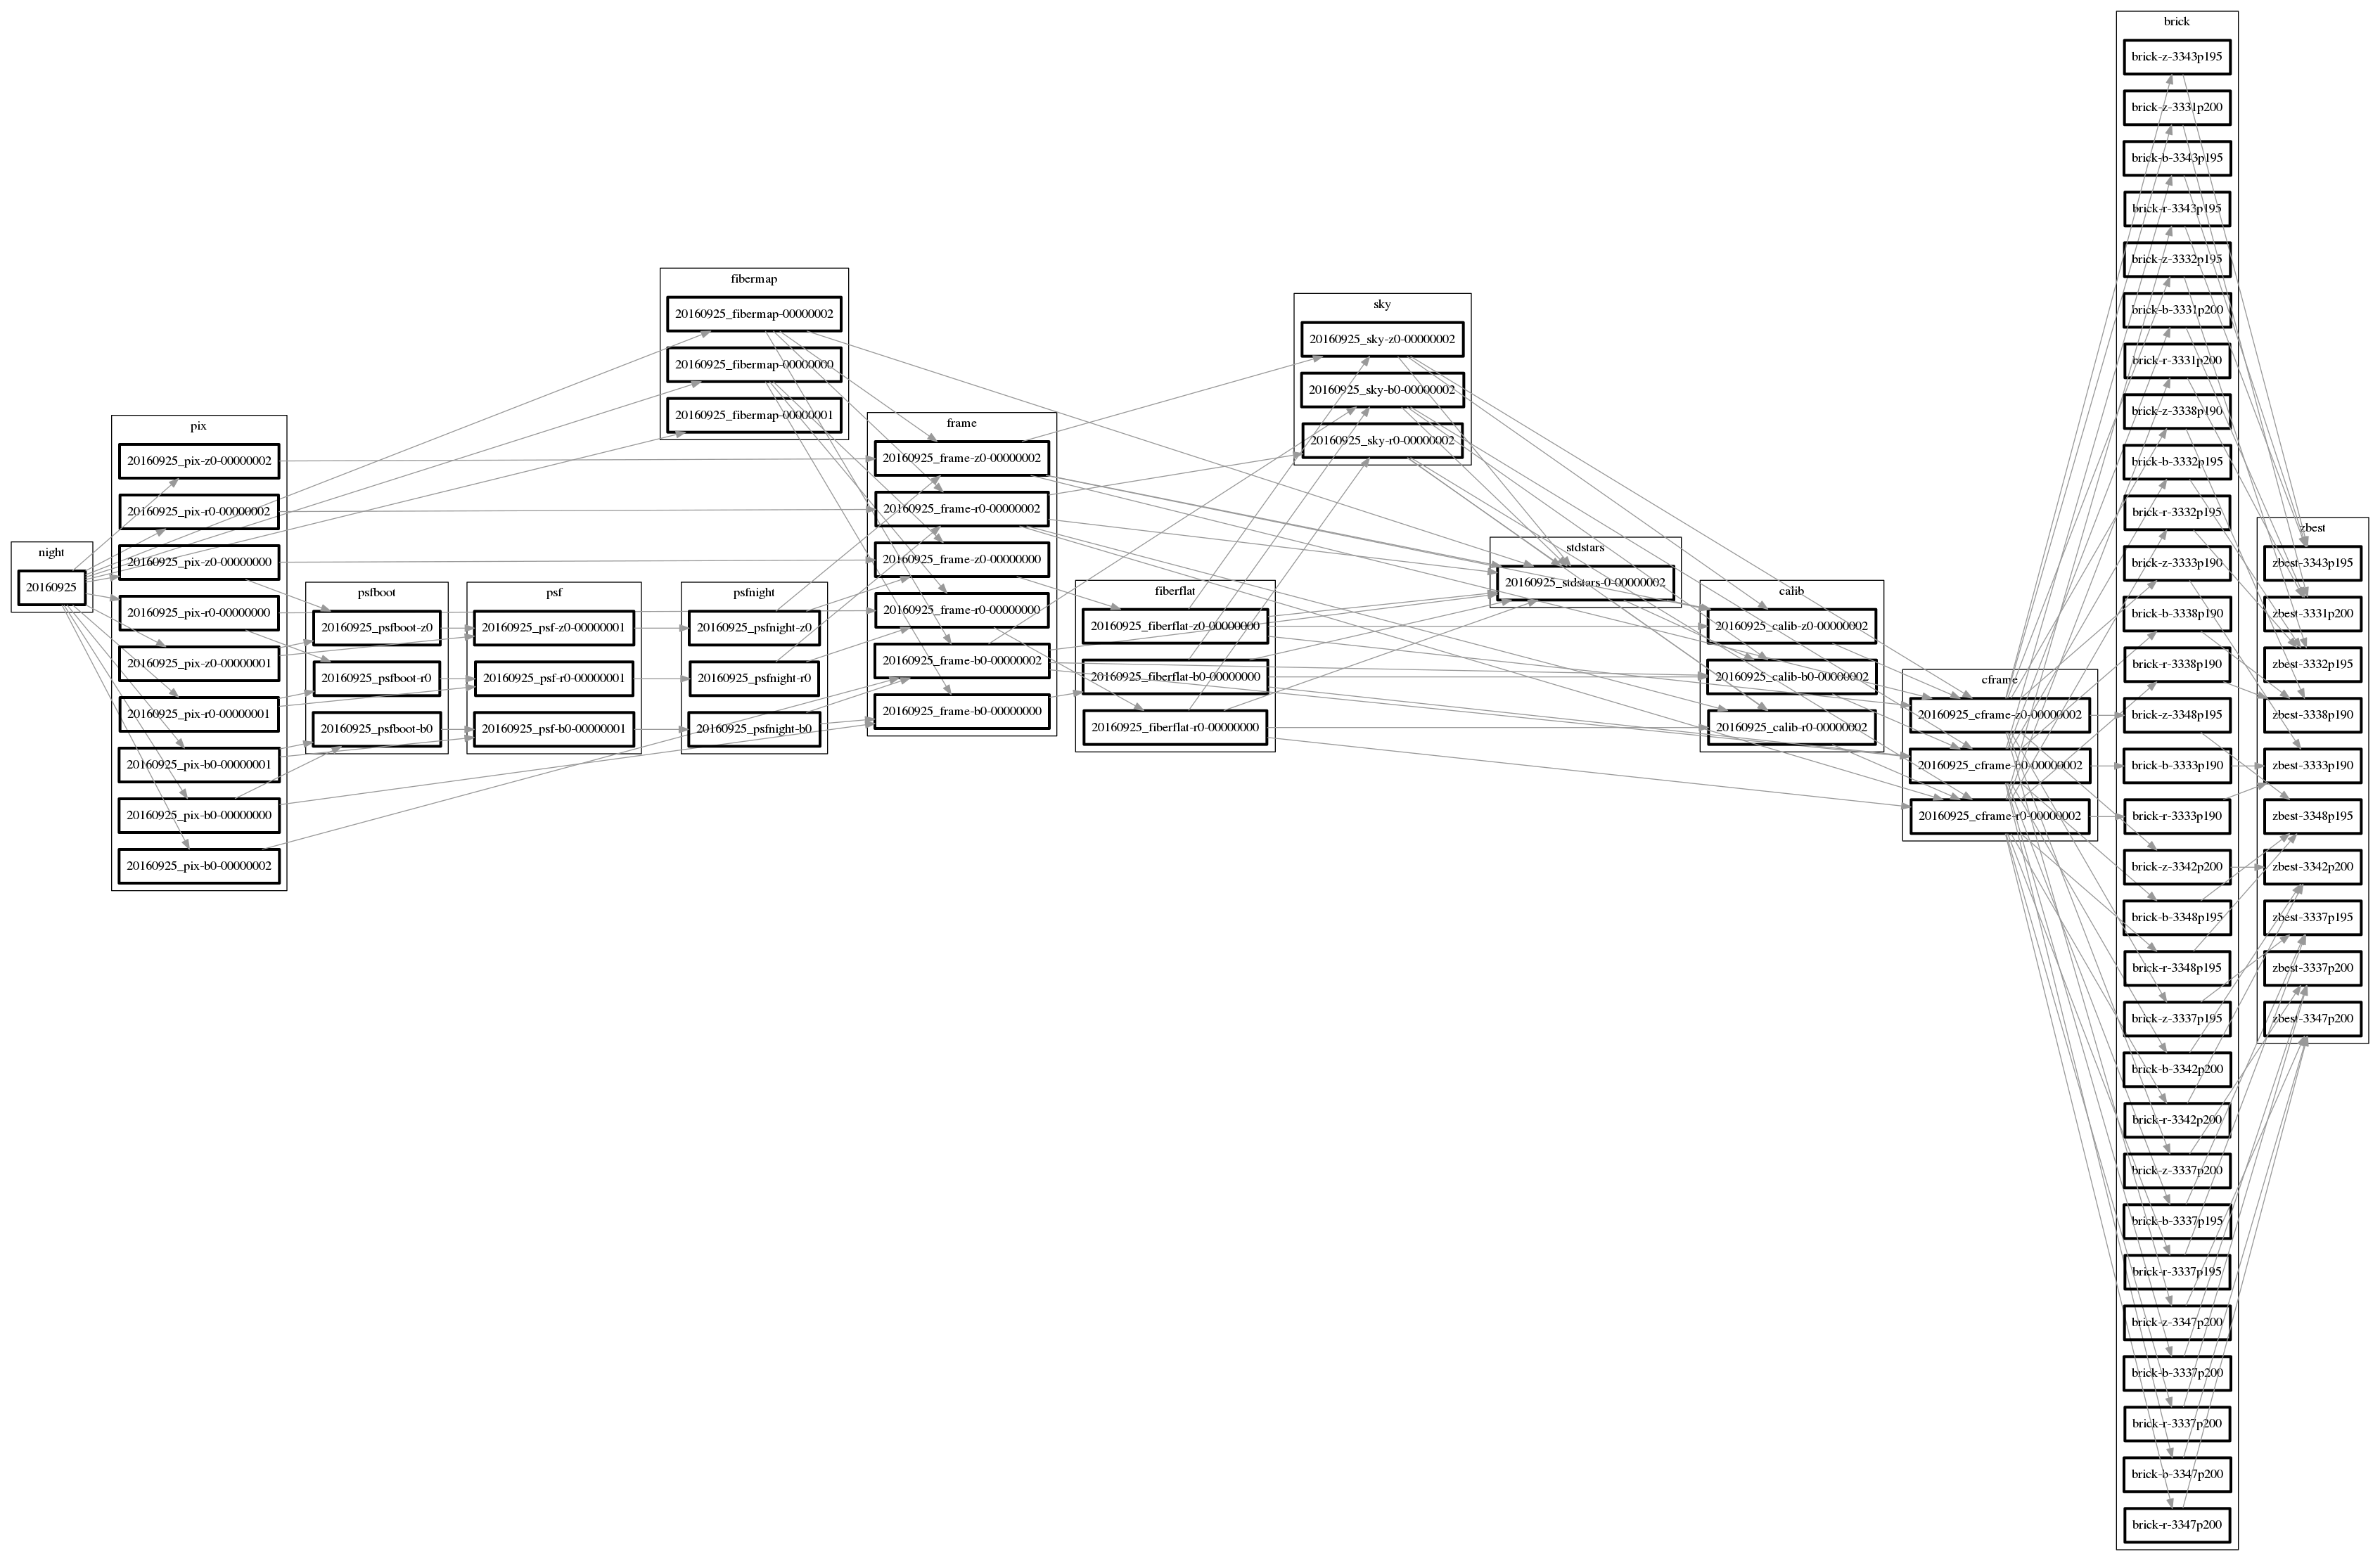 night
20160925
pix
20160925_pix-z0-00000002
20160925_pix-r0-00000002
20160925_pix-z0-00000000
20160925_pix-r0-00000000
20160925_pix-z0-00000001
20160925_pix-r0-00000001
20160925_pix-b0-00000001
20160925_pix-b0-00000000
20160925_pix-b0-00000002
psfboot
20160925_psfboot-z0
20160925_psfboot-r0
20160925_psfboot-b0
psf
20160925_psf-z0-00000001
20160925_psf-r0-00000001
20160925_psf-b0-00000001
fibermap
20160925_fibermap-00000002
20160925_fibermap-00000000
20160925_fibermap-00000001
psfnight
20160925_psfnight-z0
20160925_psfnight-r0
20160925_psfnight-b0
frame
20160925_frame-z0-00000002
20160925_frame-r0-00000002
20160925_frame-z0-00000000
20160925_frame-r0-00000000
20160925_frame-b0-00000002
20160925_frame-b0-00000000
fiberflat
20160925_fiberflat-z0-00000000
20160925_fiberflat-b0-00000000
20160925_fiberflat-r0-00000000
sky
20160925_sky-z0-00000002
20160925_sky-b0-00000002
20160925_sky-r0-00000002
stdstars
20160925_stdstars-0-00000002
calib
20160925_calib-z0-00000002
20160925_calib-b0-00000002
20160925_calib-r0-00000002
cframe
20160925_cframe-z0-00000002
20160925_cframe-b0-00000002
20160925_cframe-r0-00000002
brick
brick-z-3343p195
brick-z-3331p200
brick-b-3343p195
brick-r-3343p195
brick-z-3332p195
brick-b-3331p200
brick-r-3331p200
brick-z-3338p190
brick-b-3332p195
brick-r-3332p195
brick-z-3333p190
brick-b-3338p190
brick-r-3338p190
brick-z-3348p195
brick-b-3333p190
brick-r-3333p190
brick-z-3342p200
brick-b-3348p195
brick-r-3348p195
brick-z-3337p195
brick-b-3342p200
brick-r-3342p200
brick-z-3337p200
brick-b-3337p195
brick-r-3337p195
brick-z-3347p200
brick-b-3337p200
brick-r-3337p200
brick-b-3347p200
brick-r-3347p200
zbest
zbest-3343p195
zbest-3331p200
zbest-3332p195
zbest-3338p190
zbest-3333p190
zbest-3348p195
zbest-3342p200
zbest-3337p195
zbest-3337p200
zbest-3347p200